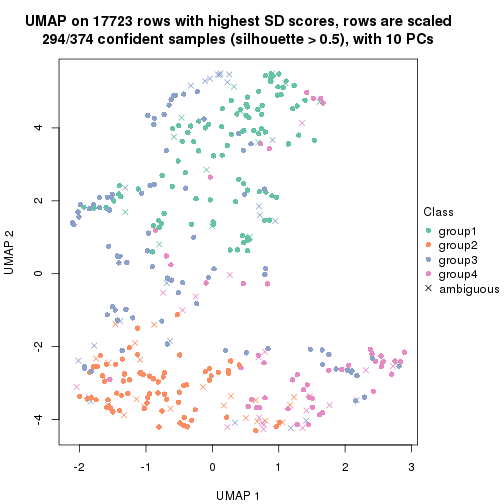 UMAP on 17723 rows with highest SD scores, rows are scaled
294/374 confident samples (silhouette > 0.5), with 10 PCs
4
2
0
-2
-4
UMAP 2
-2
-1
0
1
2
3
UMAP 1
Class
group1
group2
group3
group4
ambiguous